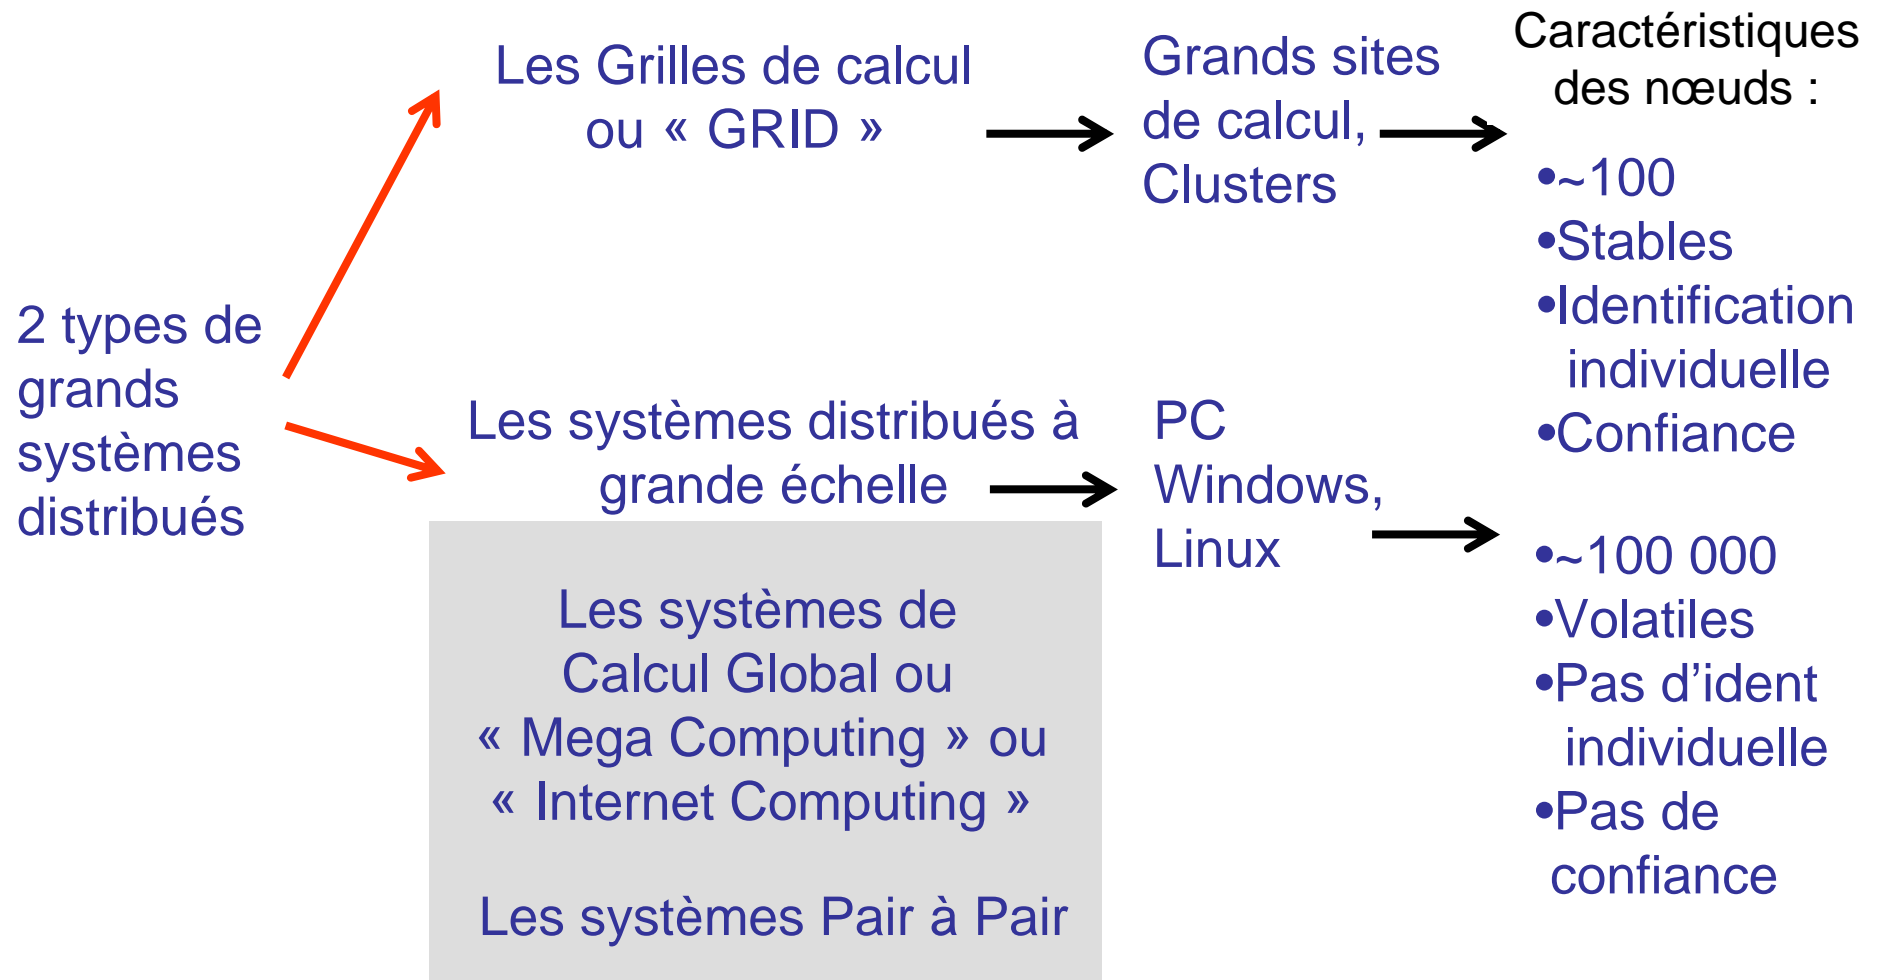 2 types de
grands
systèmes
distribués
Les Grilles de calcul
ou « GRID »
Grands sites
de calcul,
Clusters
Caractéristiques
des nœuds :
•~100
•Stables
•Identification
individuelle
•Confiance
Les systèmes distribués à
grande échelle
PC
Windows,
Linux
•~100 000
•Volatiles
•Pas d’ident
individuelle
•Pas de
confiance
Les systèmes de
Calcul Global ou
« Mega Computing » ou
« Internet Computing »
Les systèmes Pair à Pair